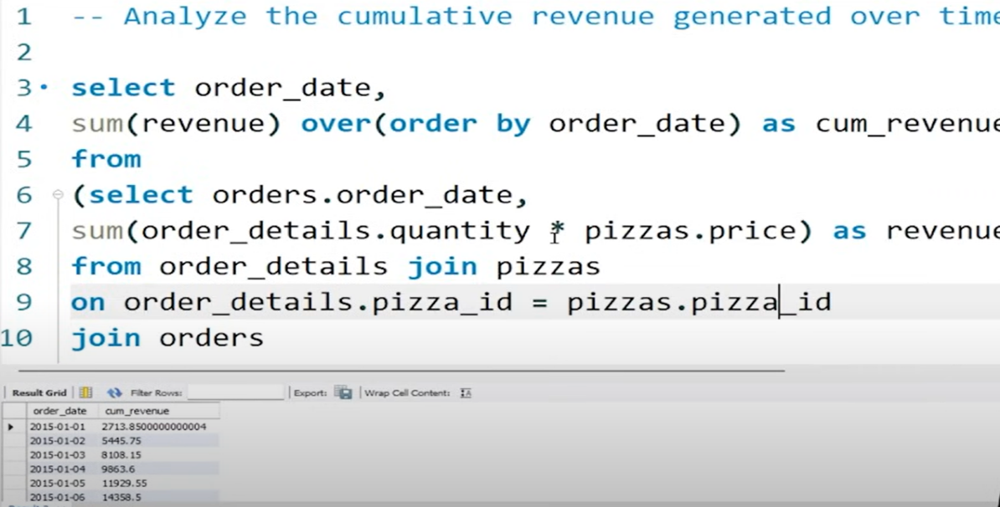 1 -- Analyze the cumulative revenue generated over time
2
3 select order_date,
4 sum(revenue) over(order by order_date) as cum_revenue
5 from
6 (select orders.order_date,
7 sum(order_details.quantity * pizzas.price) as revenue
8 from order_details join pizzas
9 on order_details.pizza_id = pizzas.pizza_id
10 join orders
Result Grid Filter Rows: Export: Wrap Cell Content:
order_date cum_revenue
2015-01-01 2713.8500000000004
2015-01-02 5445.75
2015-01-03 8108.15
2015-01-04 9863.6
2015-01-05 11929.55
2015-01-06 14358.5